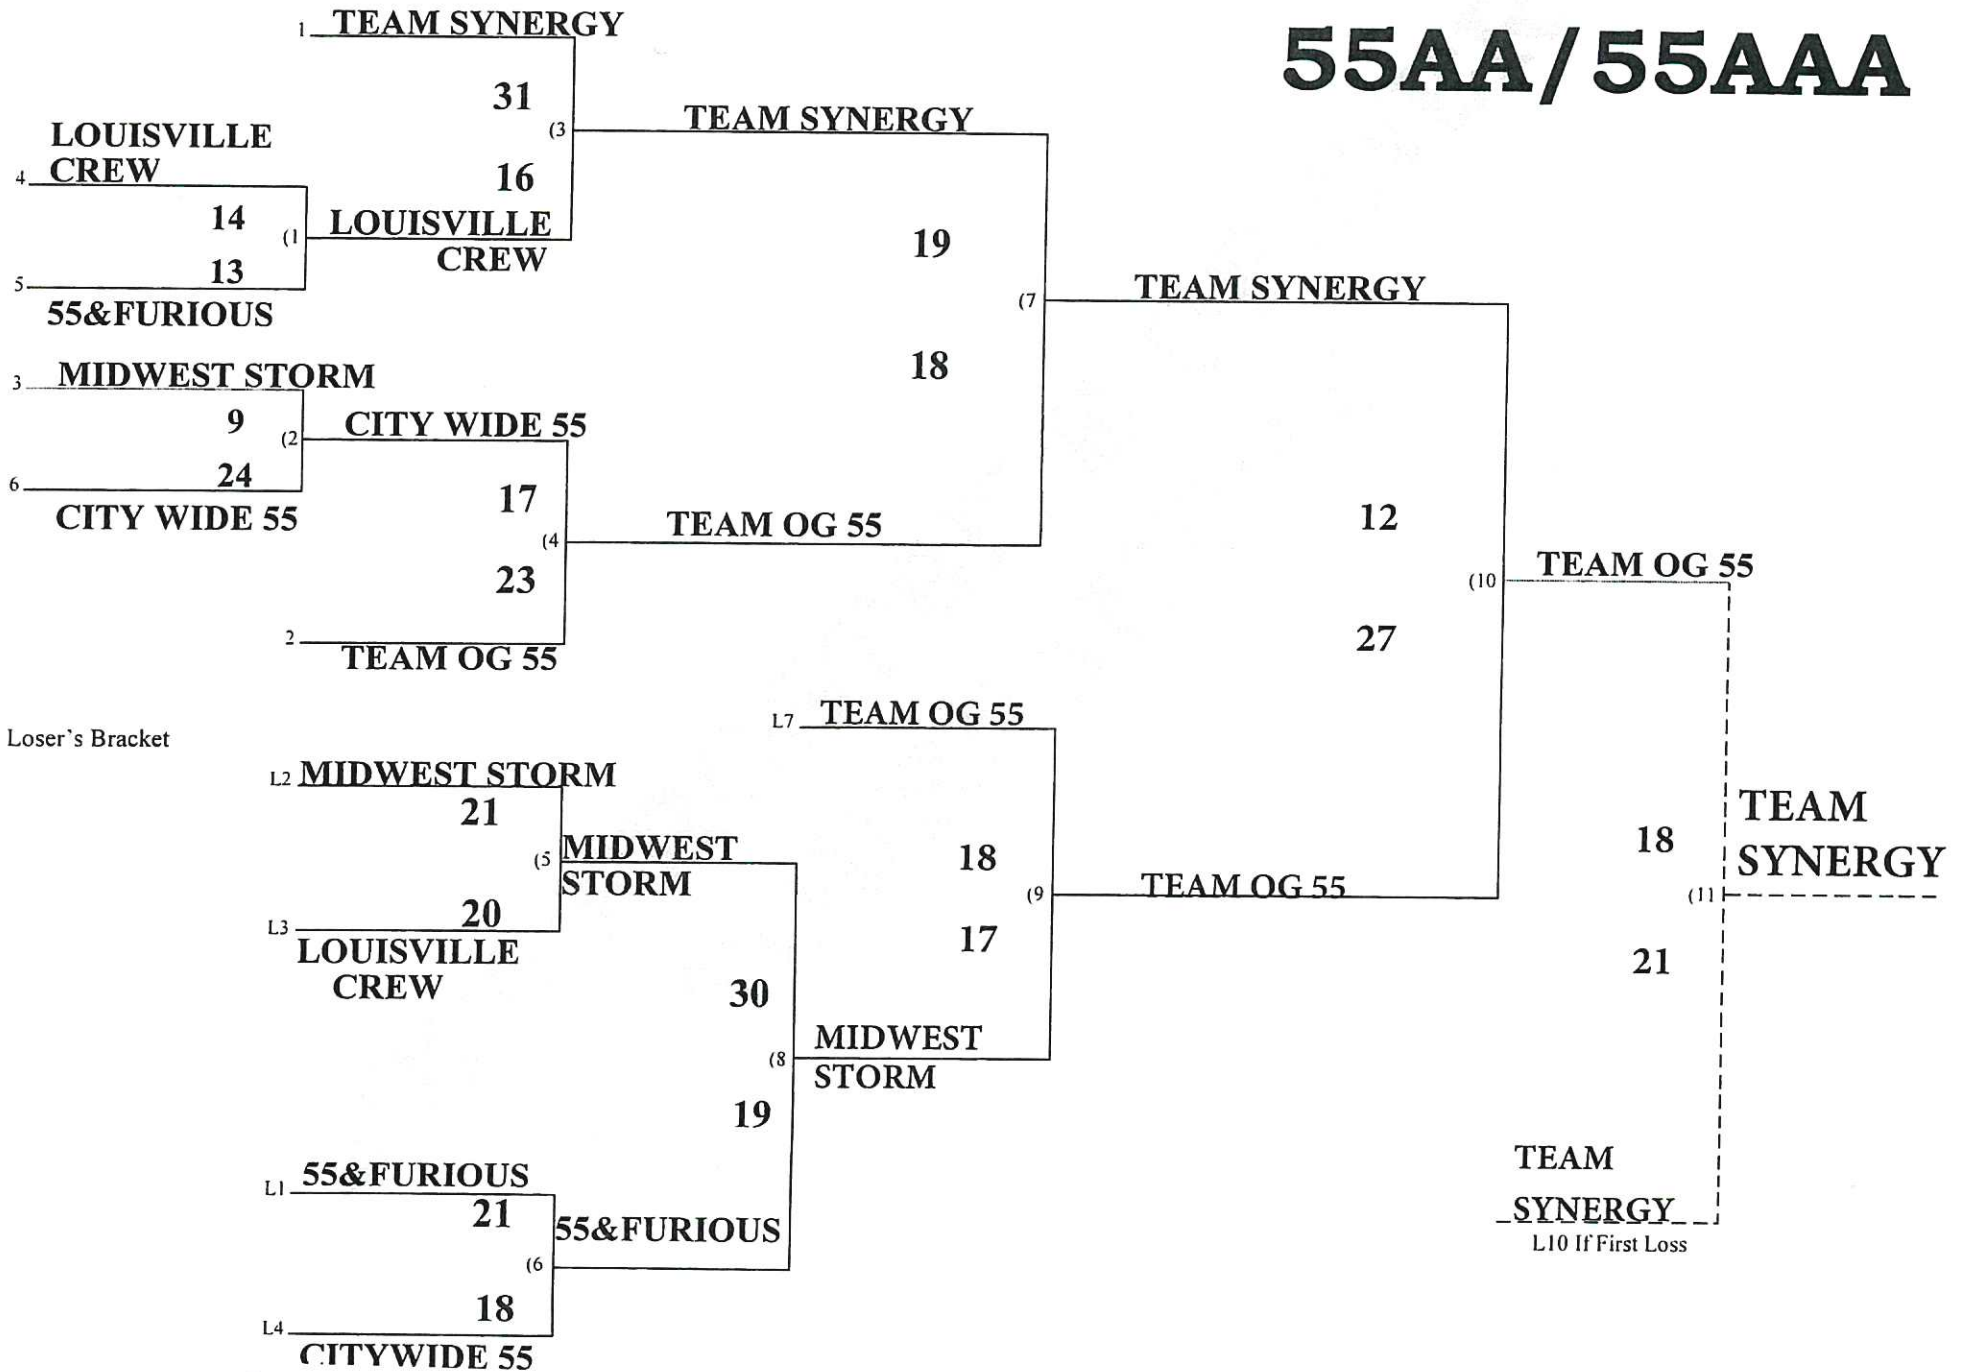 55AA/55AAA
1 TEAM SYNERGY
31
(3
TEAM SYNERGY
16
LOUISVILLE
CREW
4
14
(1
LOUISVILLE
CREW
13
5
55&FURIOUS
19
(7
TEAM SYNERGY
18
3 MIDWEST STORM
9
(2
CITY WIDE 55
24
6
CITY WIDE 55
17
(4
TEAM OG 55
23
2
TEAM OG 55
12
(10
TEAM OG 55
27
Loser's Bracket
L7 TEAM OG 55
L2 MIDWEST STORM
21
(5
MIDWEST
STORM
20
L3
LOUISVILLE
CREW
18
(9
TEAM OG 55
17
30
(8
MIDWEST
STORM
19
18
(11
TEAM
SYNERGY
21
L1 55&FURIOUS
21
(6
55&FURIOUS
18
L4
CITYWIDE 55
TEAM
SYNERGY
L10 If First Loss